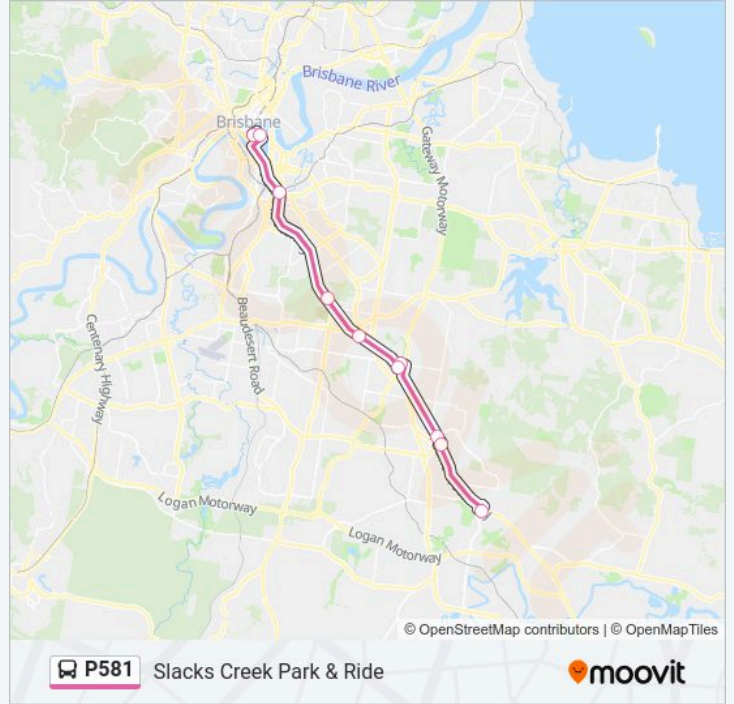 Brisbane River
Brisbane
Gateway Motorway
Centenary Highway
Beaudesert Road
Logan Motorway
Logan Motorway
© OpenStreetMap contributors | © OpenMapTiles
P581 Slacks Creek Park & Ride
moovit